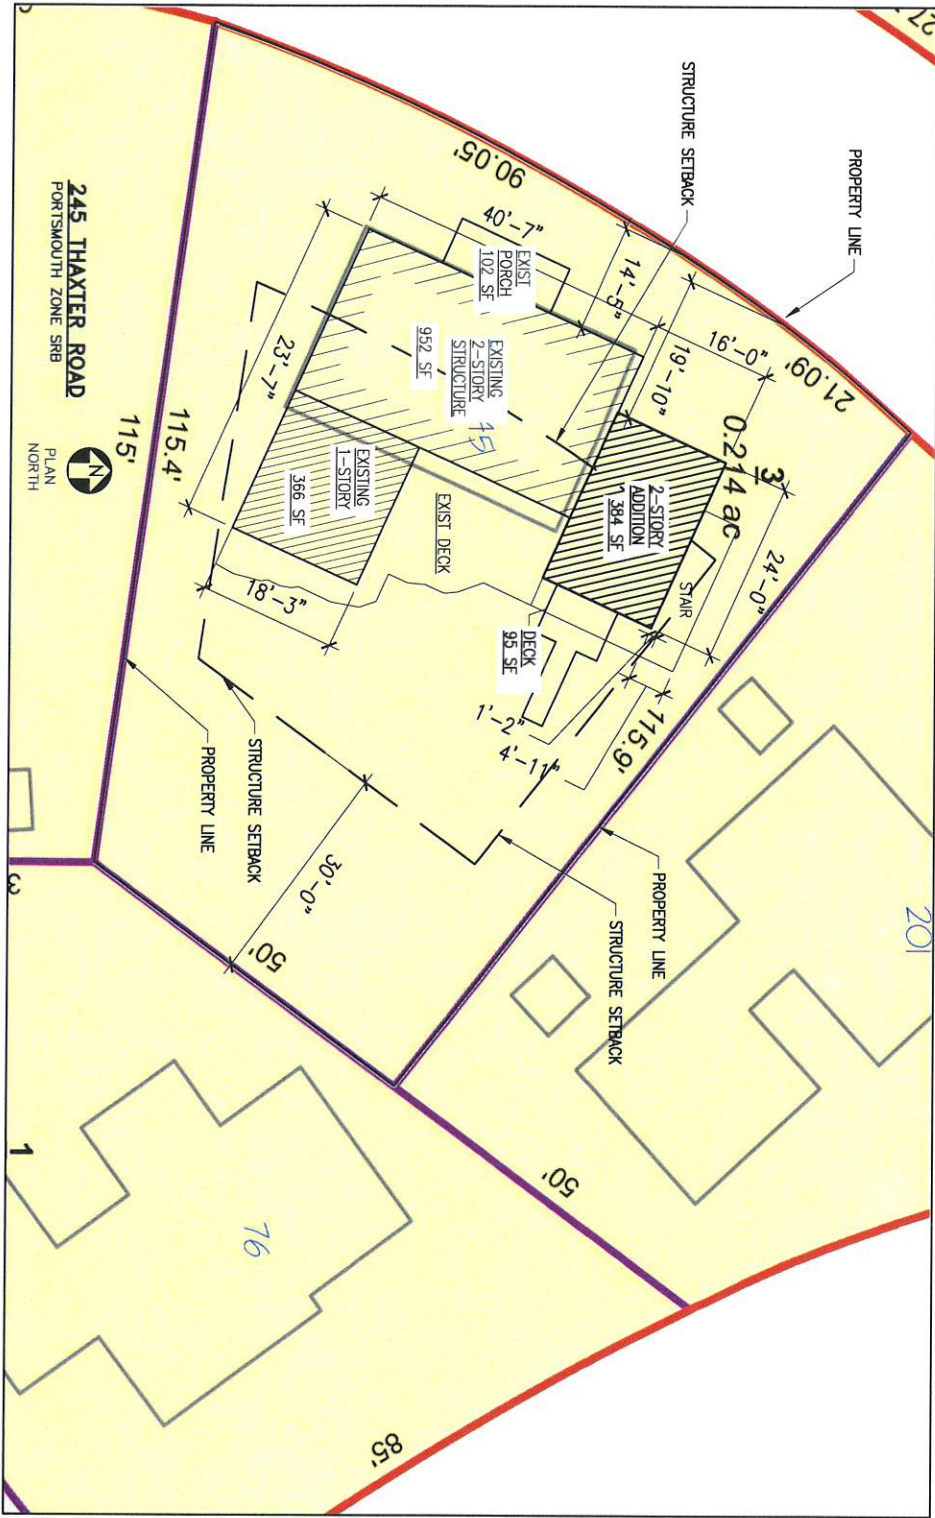 27.
PROPERTY LINE
STRUCTURE SETBACK
90.05'
21.09'
40'-7"
EXIST
PORCH
102 SF
14'-5"
16'-0"
19'-10"
3
0.214 ac
EXISTING
2-STORY
STRUCTURE
952 SF
23'-7"
EXISTING
1-STORY
366 SF
EXIST DECK
2-STORY
ADDITION
384 SF
24'-0"
STAIR
DECK
95 SF
18'-3"
1'-2"
4'-11"
115.9'
115.4'
115'
245 THAXTER ROAD
PORTSMOUTH ZONE SRB
N
PLAN
NORTH
STRUCTURE SETBACK
PROPERTY LINE
30'-0"
50'
PROPERTY LINE
STRUCTURE SETBACK
201
3
1
76
50'
85'